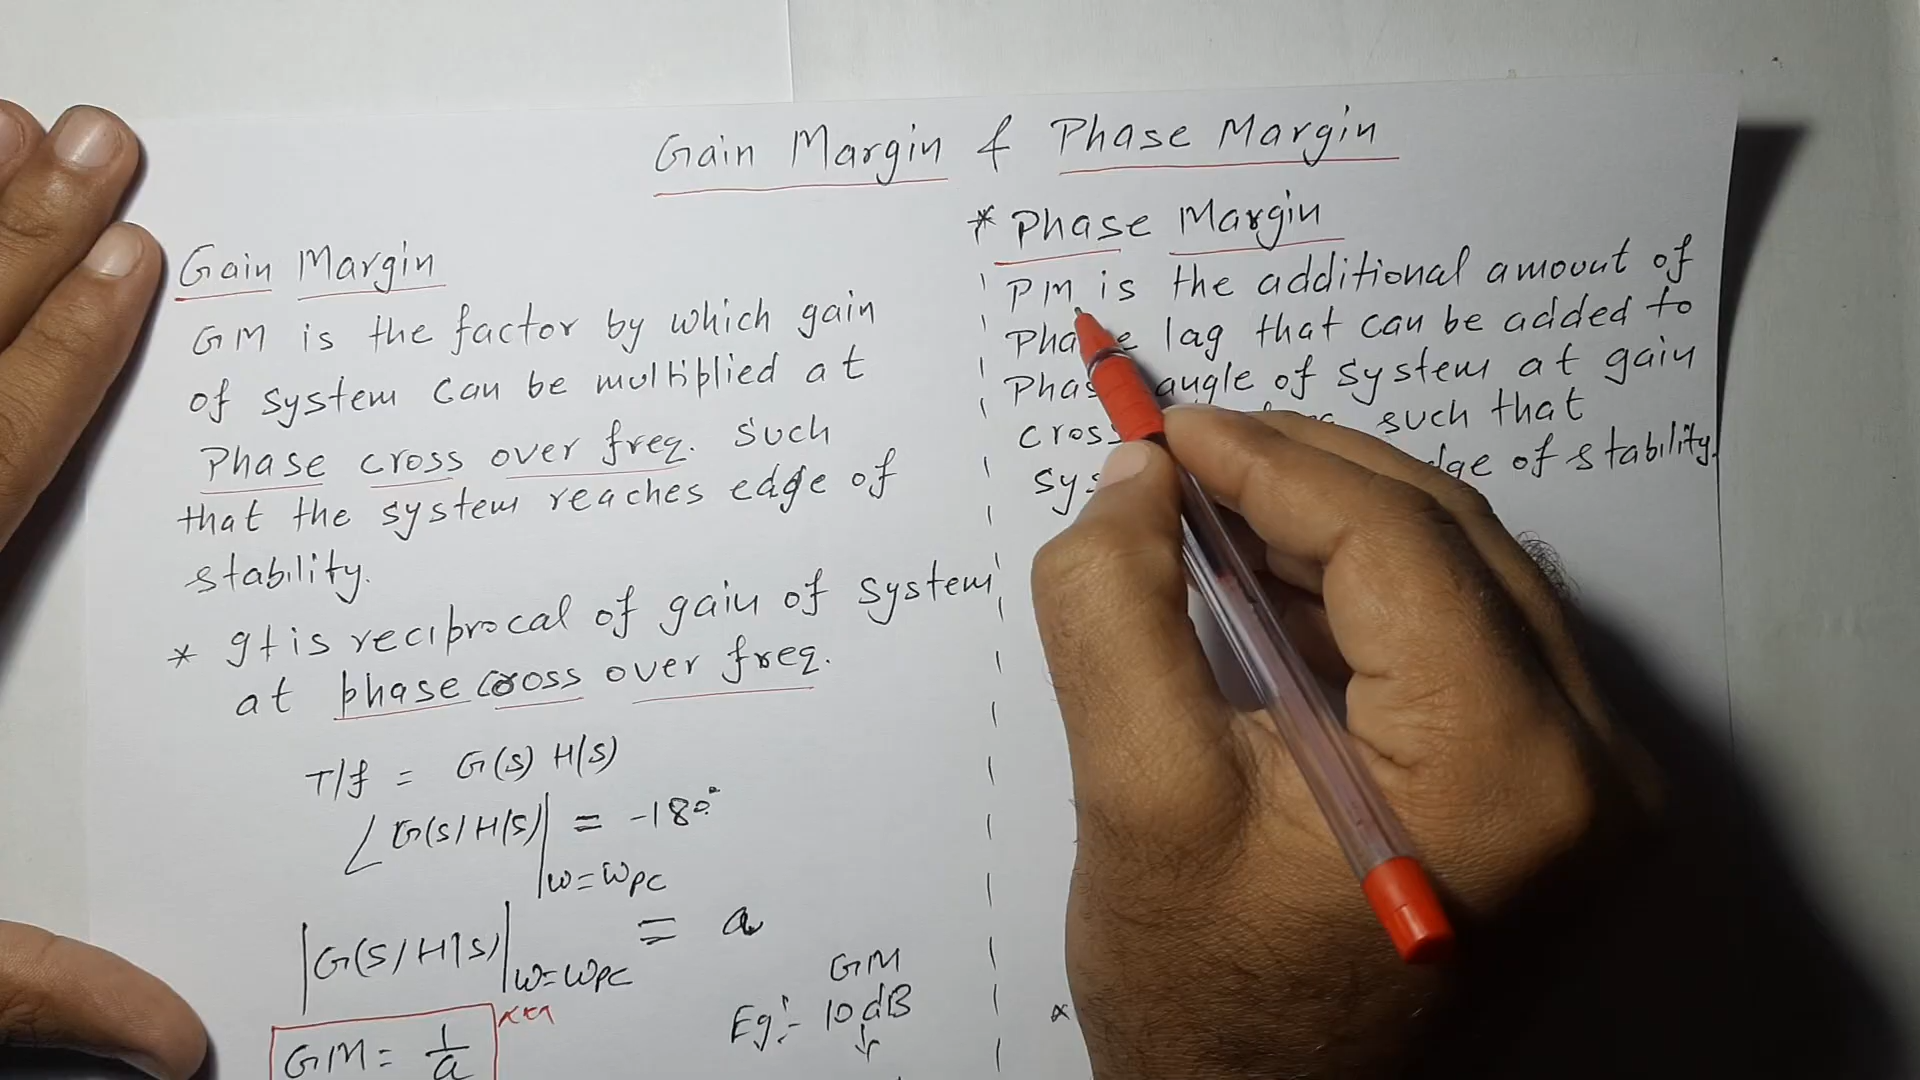 Gain Margin & Phase Margin
Gain Margin
GM is the factor by which gain
of system can be multiplied at
Phase cross over freq. such
that the system reaches edge of
stability.
* It is reciprocal of gain of system
at phase cross over freq.
T/f = G(s) H(s)
∠G(s)H(s)| = -180°
ω=ωpc
|G(s)H(s)| = a
ω=ωpc
GM = 1/a
GM
Eg:- 10 dB
* Phase Margin
PM is the additional amount of
lag that can be added to
angle of system at gain
such that
of stability.